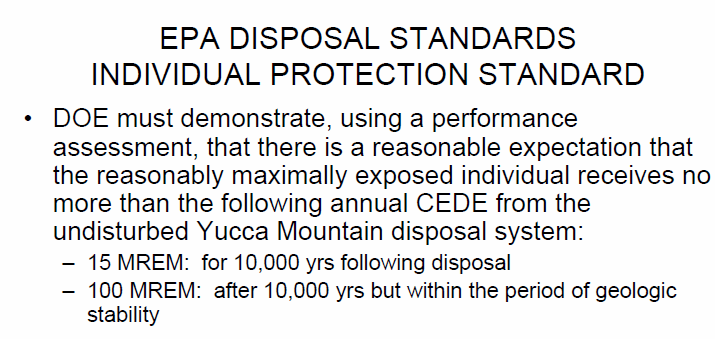 EPA DISPOSAL STANDARDS
INDIVIDUAL PROTECTION STANDARD
• DOE must demonstrate, using a performance
assessment, that there is a reasonable expectation that
the reasonably maximally exposed individual receives no
more than the following annual CEDE from the
undisturbed Yucca Mountain disposal system:
– 15 MREM: for 10,000 yrs following disposal
– 100 MREM: after 10,000 yrs but within the period of geologic
stability